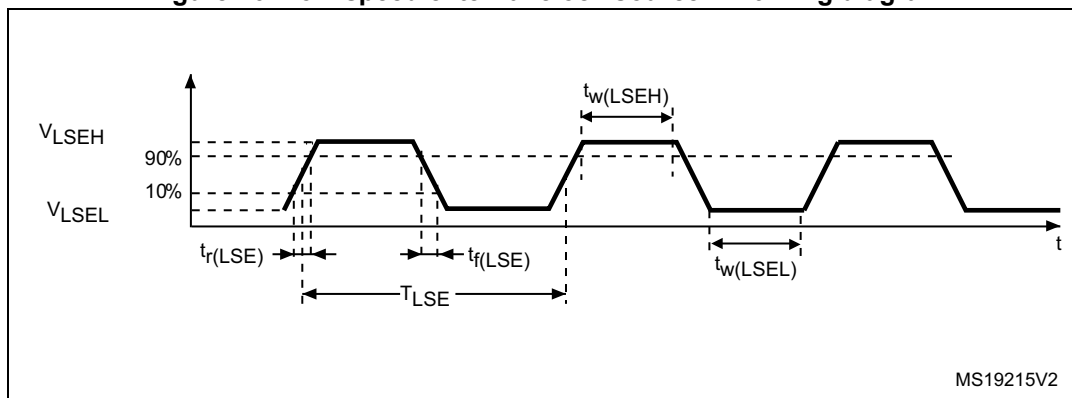 V_LSEH
90%
10%
V_LSEL
t_r(LSE)
t_f(LSE)
T_LSE
t_w(LSEH)
t_w(LSEL)
t
MS19215V2